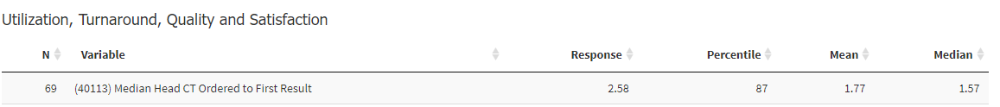 Utilization, Turnaround, Quality and Satisfaction
N Variable Response Percentile Mean Median
69 (40113) Median Head CT Ordered to First Result 2.58 87 1.77 1.57